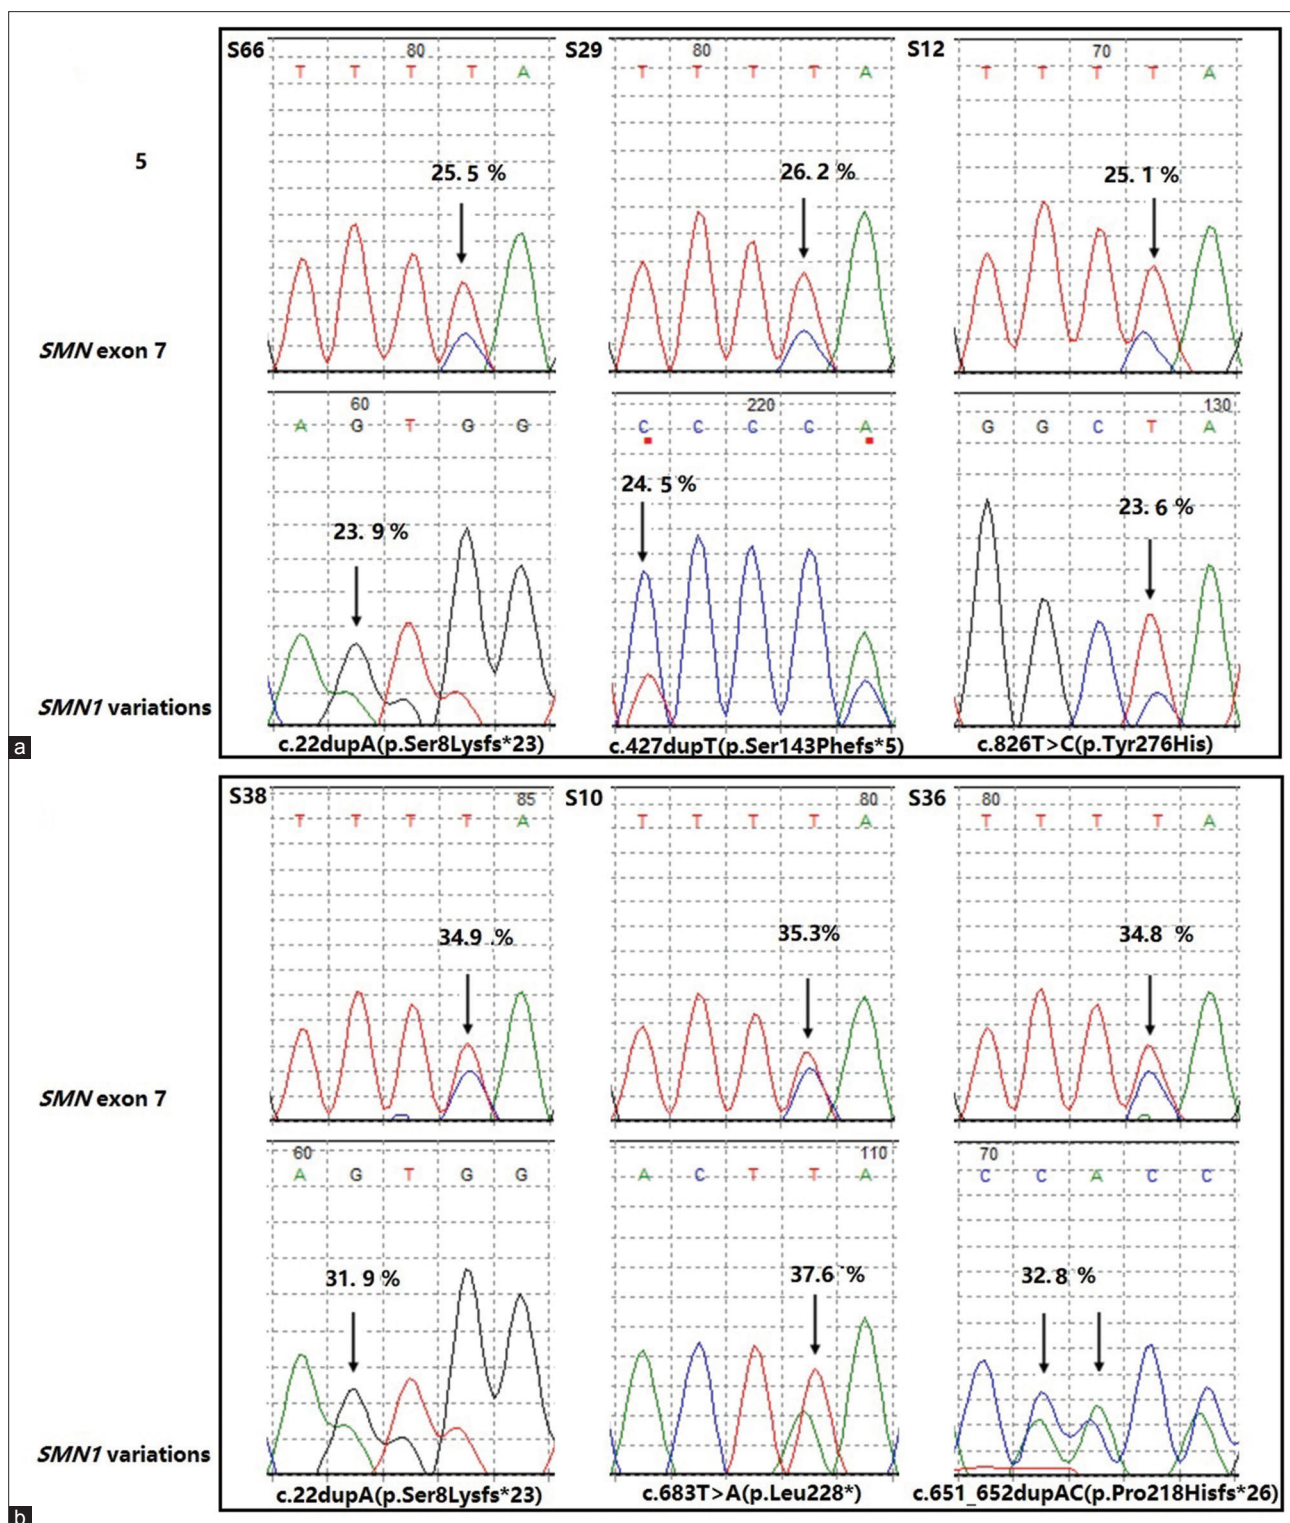 S66 80 S29 80 S12 70
T T T T A T T T T A T T T T A
5
25. 5 % 26. 2 % 25. 1 %
SMN exon 7
60 220 130
A G T G G C C C C A G G C T A
24. 5 %
23. 9 % 23. 6 %
SMN1 variations
a c.22dupA(p.Ser8Lysfs*23) c.427dupT(p.Ser143Phefs*5) c.826T>C(p.Tyr276His)
S38 85 S10 80 S36 80
T T T T A T T T T A T T T T A
34.9 .% 35.3% 34.8 %
SMN exon 7
60 110 70
A G T G G A C T T A C C A C C
31. 9 % 37.6 % 32. 8 %
SMN1 variations
b c.22dupA(p.Ser8Lysfs*23) c.683T>A(p.Leu228*) c.651_652dupAC(p.Pro218Hisfs*26)